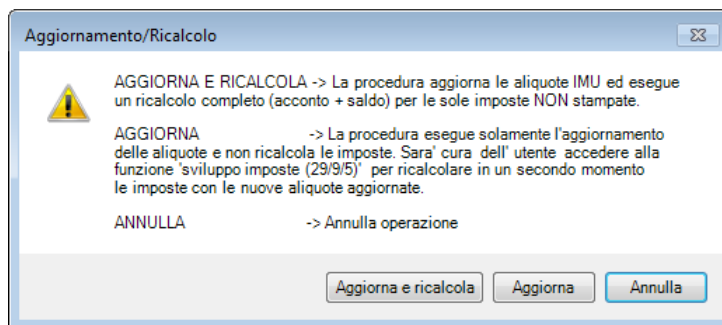 Aggiornamento/Ricalcolo
AGGIORNA E RICALCOLA -> La procedura aggiorna le aliquote IMU ed esegue
un ricalcolo completo (acconto + saldo) per le sole imposte NON stampate.
AGGIORNA -> La procedura esegue solamente l'aggiornamento
delle aliquote e non ricalcola le imposte. Sara' cura dell' utente accedere alla
funzione 'sviluppo imposte (29/9/5)' per ricalcolare in un secondo momento
le imposte con le nuove aliquote aggiornate.
ANNULLA -> Annulla operazione
Aggiorna e ricalcola Aggiorna Annulla